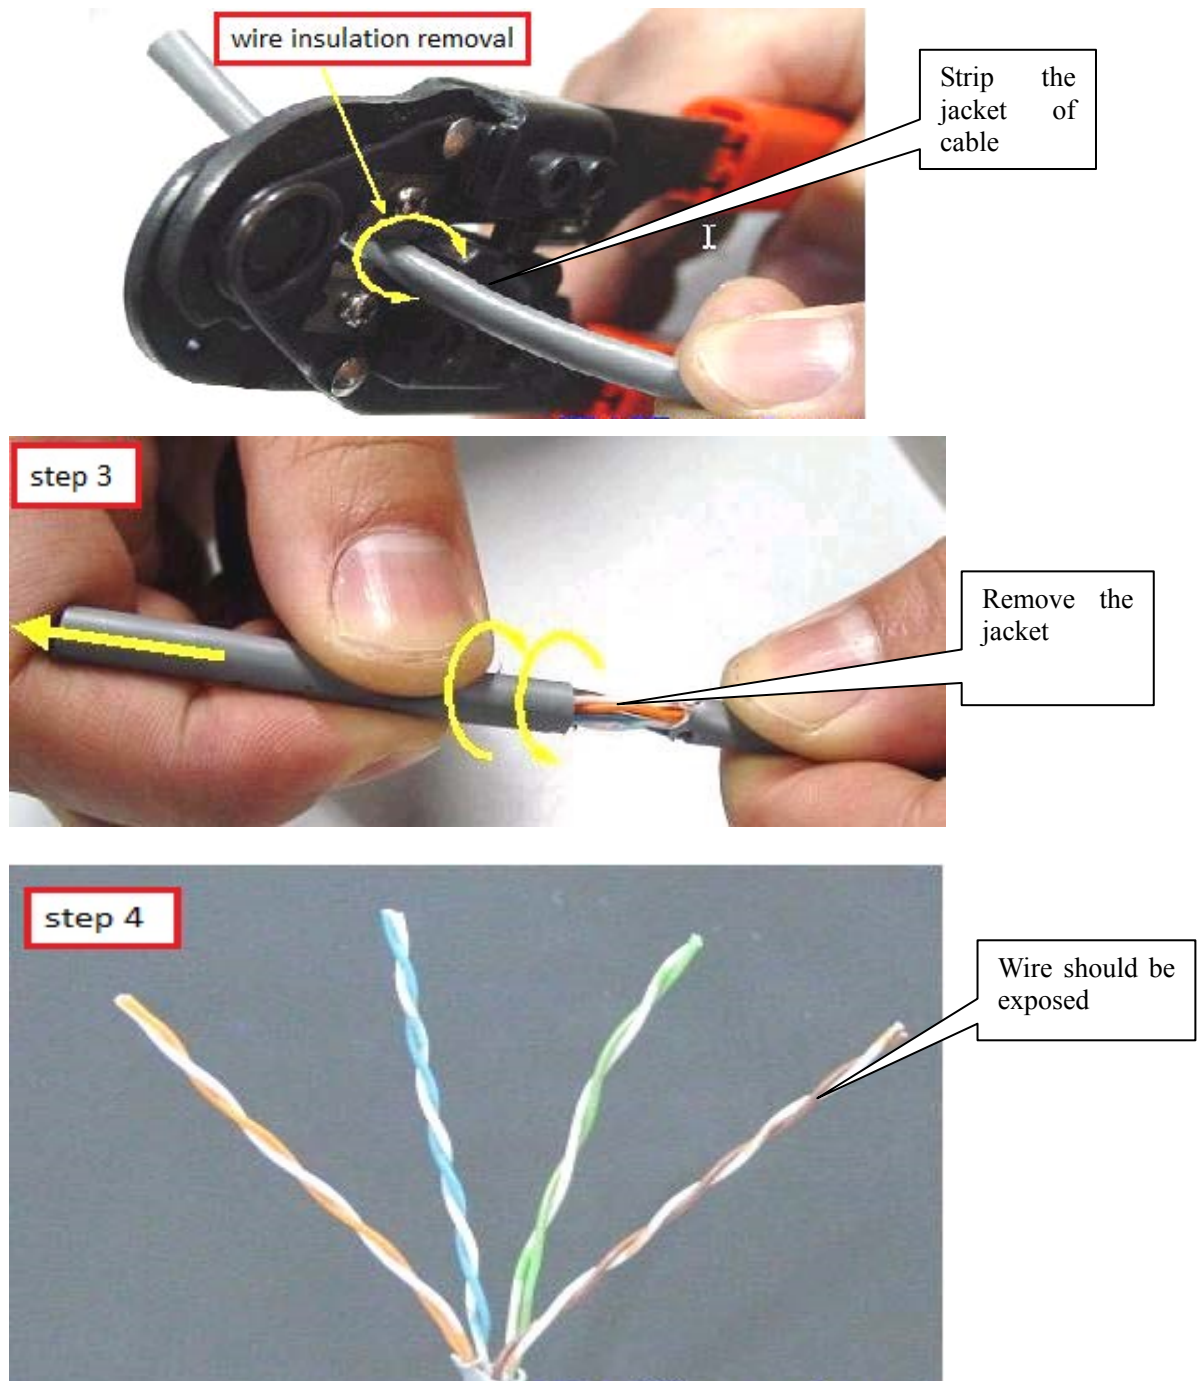 wire insulation removal
Strip the
jacket of
cable
step 3
Remove the
jacket
step 4
Wire should be
exposed